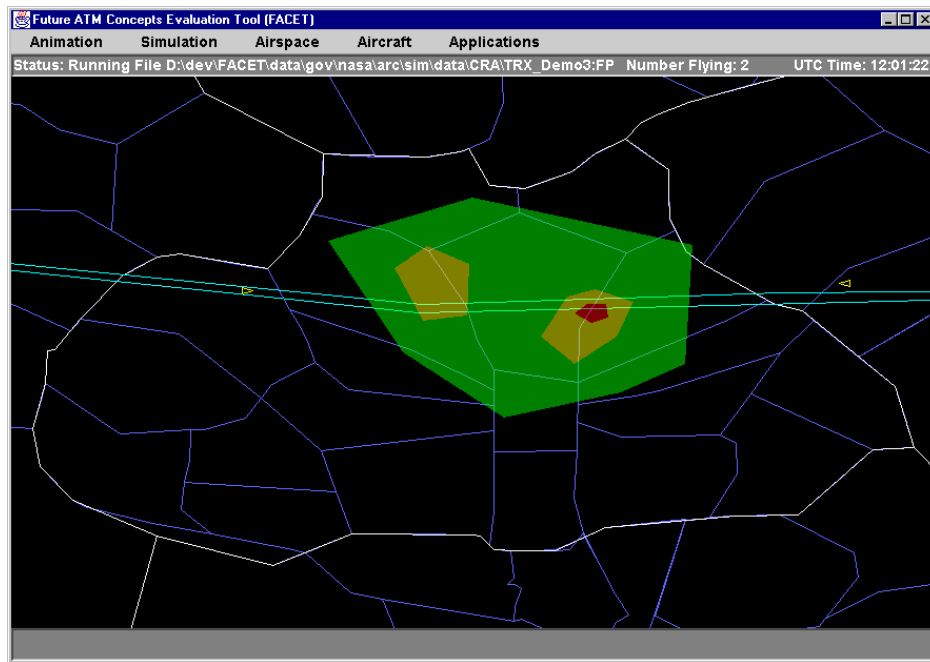 Future ATM Concepts Evaluation Tool (FACET)
Animation Simulation Airspace Aircraft Applications
Status: Running File D:\dev\FACET\data\gov\nasa\arc\sim\data\CRA\TRX_Demo3:FP Number Flying: 2 UTC Time: 12:01:22